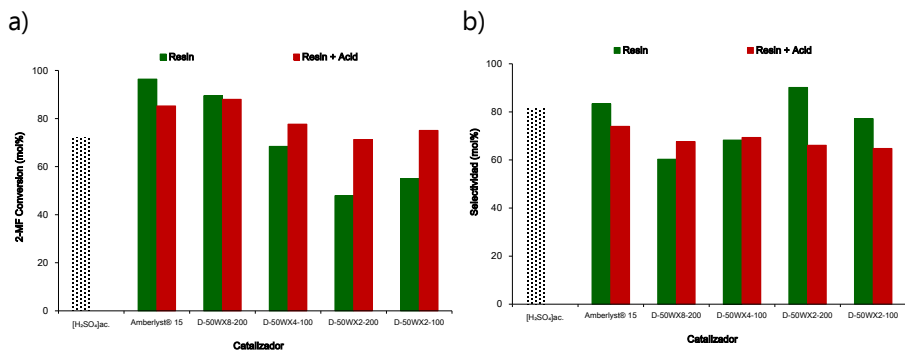 a)
Resin
Resin + Acid
2-MF Conversion (mol%)
100
80
60
40
20
0
[H₂SO₄]ac.
Amberlyst® 15
D-50WX8-200
D-50WX4-100
D-50WX2-200
D-50WX2-100
Catalizador
b)
Resin
Resin + Acid
Selectividad (mol%)
100
80
60
40
20
0
[H₂SO₄]ac.
Amberlyst® 15
D-50WX8-200
D-50WX4-100
D-50WX2-200
D-50WX2-100
Catalizador